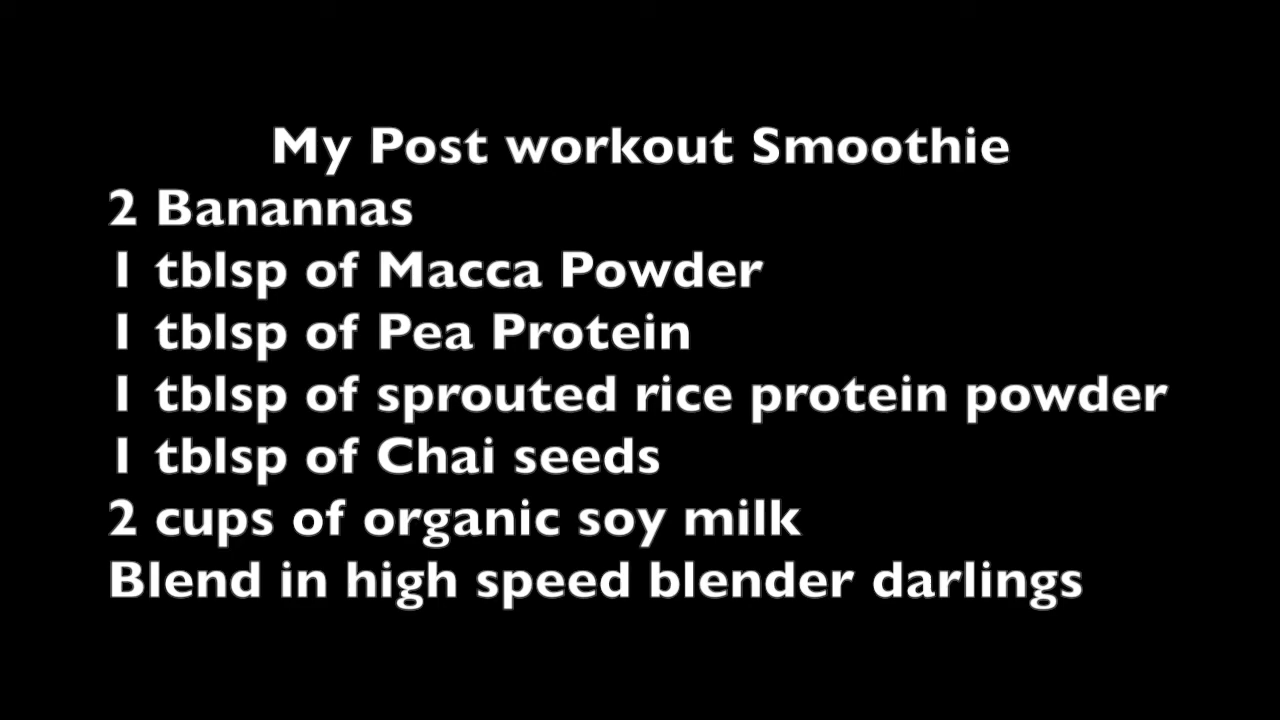 My Post workout Smoothie
2 Banannas
1 tblsp of Macca Powder
1 tblsp of Pea Protein
1 tblsp of sprouted rice protein powder
1 tblsp of Chai seeds
2 cups of organic soy milk
Blend in high speed blender darlings